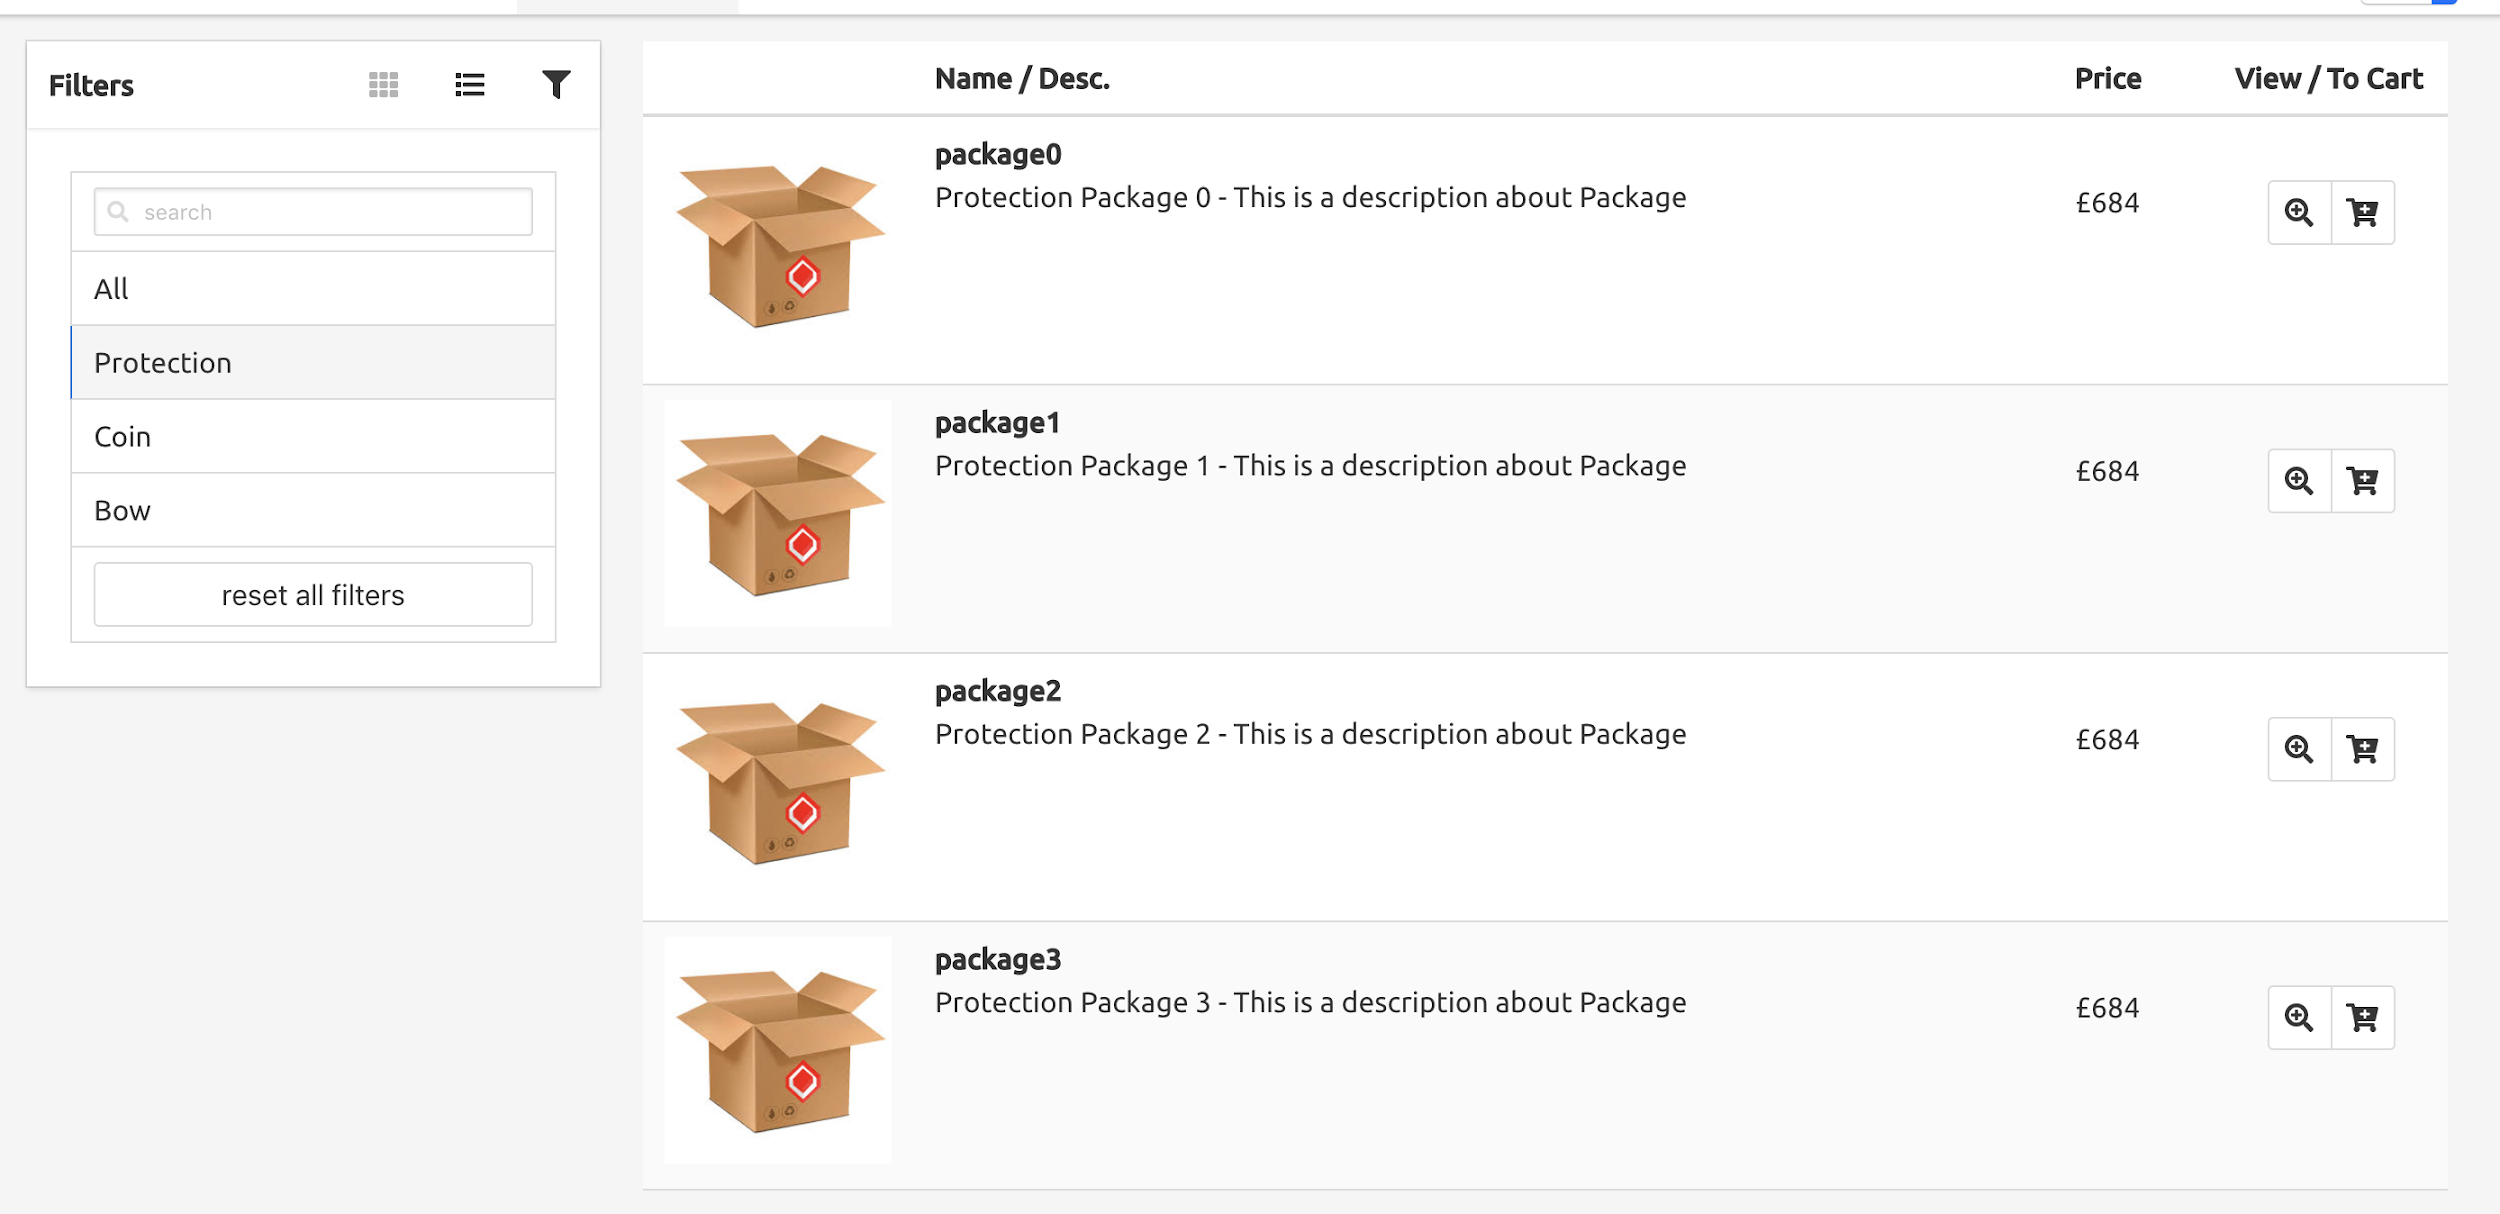 Filters
search
All
Protection
Coin
Bow
reset all filters
Name / Desc. Price View / To Cart
package0
Protection Package 0 - This is a description about Package
£684
package1
Protection Package 1 - This is a description about Package
£684
package2
Protection Package 2 - This is a description about Package
£684
package3
Protection Package 3 - This is a description about Package
£684